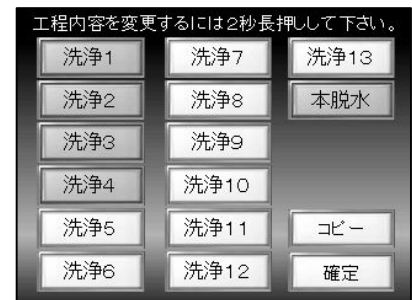 工程内容を変更するには2秒長押しして下さい。
洗浄1 洗浄7 洗浄13
洗浄2 洗浄8 本脱水
洗浄3 洗浄9
洗浄4 洗浄10
洗浄5 洗浄11 コピー
洗浄6 洗浄12 確定